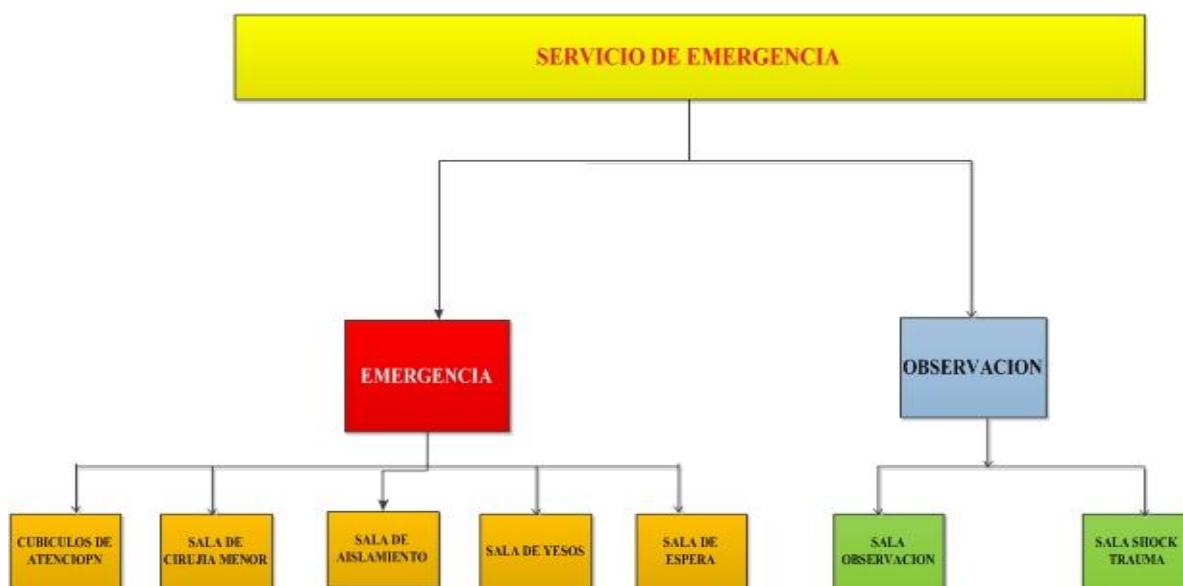 SERVICIO DE EMERGENCIA
EMERGENCIA
OBSERVACION
CUBICULOS DE
ATENCIOPN
SALA DE
CIRUJIA MENOR
SALA DE
AISLAMIENTO
SALA DE YESOS
SALA DE
ESPERA
SALA
OBSERVACION
SALA SHOCK
TRAUMA